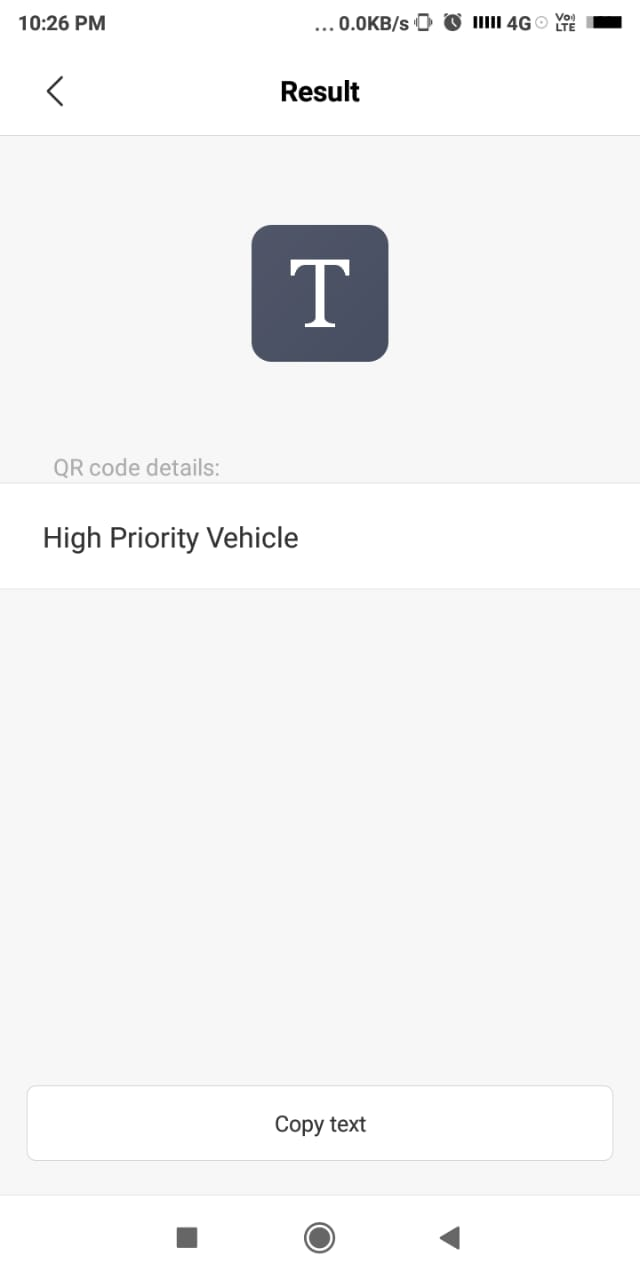 10:26 PM ... 0.0KB/s 4G Vo)) LTE
Result
T
QR code details:
High Priority Vehicle
Copy text